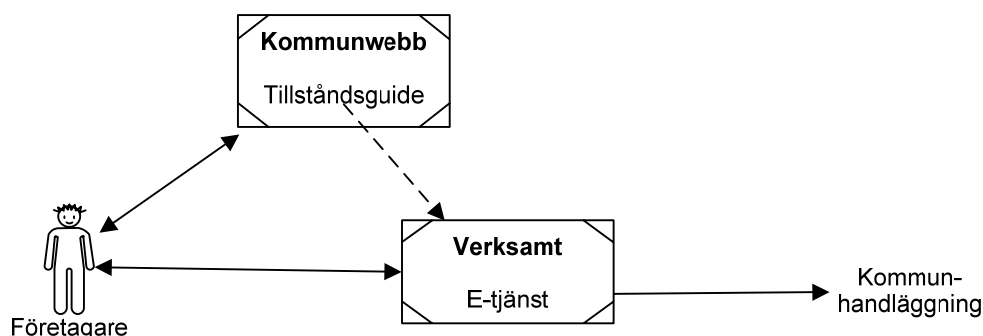 Kommunwebb
Tillståndsguide
Verksamt
E-tjänst
Kommun-
handläggning
Företagare